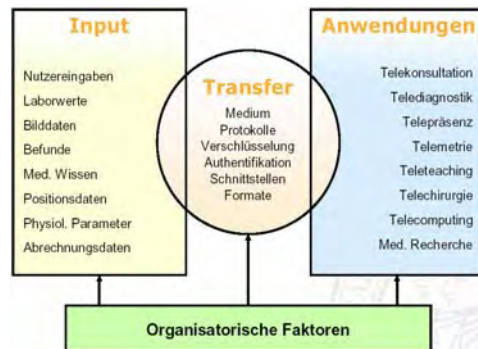 Input
Nutzereingaben
Laborwerte
Bilddaten
Befunde
Med. Wissen
Positionsdaten
Physiol. Parameter
Abrechnungsdaten
Transfer
Medium
Protokolle
Verschlüsselung
Authentifikation
Schnittstellen
Formate
Anwendungen
Telekonsultation
Telediagnostik
Telepräsenz
Telemetrie
Teleteaching
Telechirurgie
Telecomputing
Med. Recherche
Organisatorische Faktoren